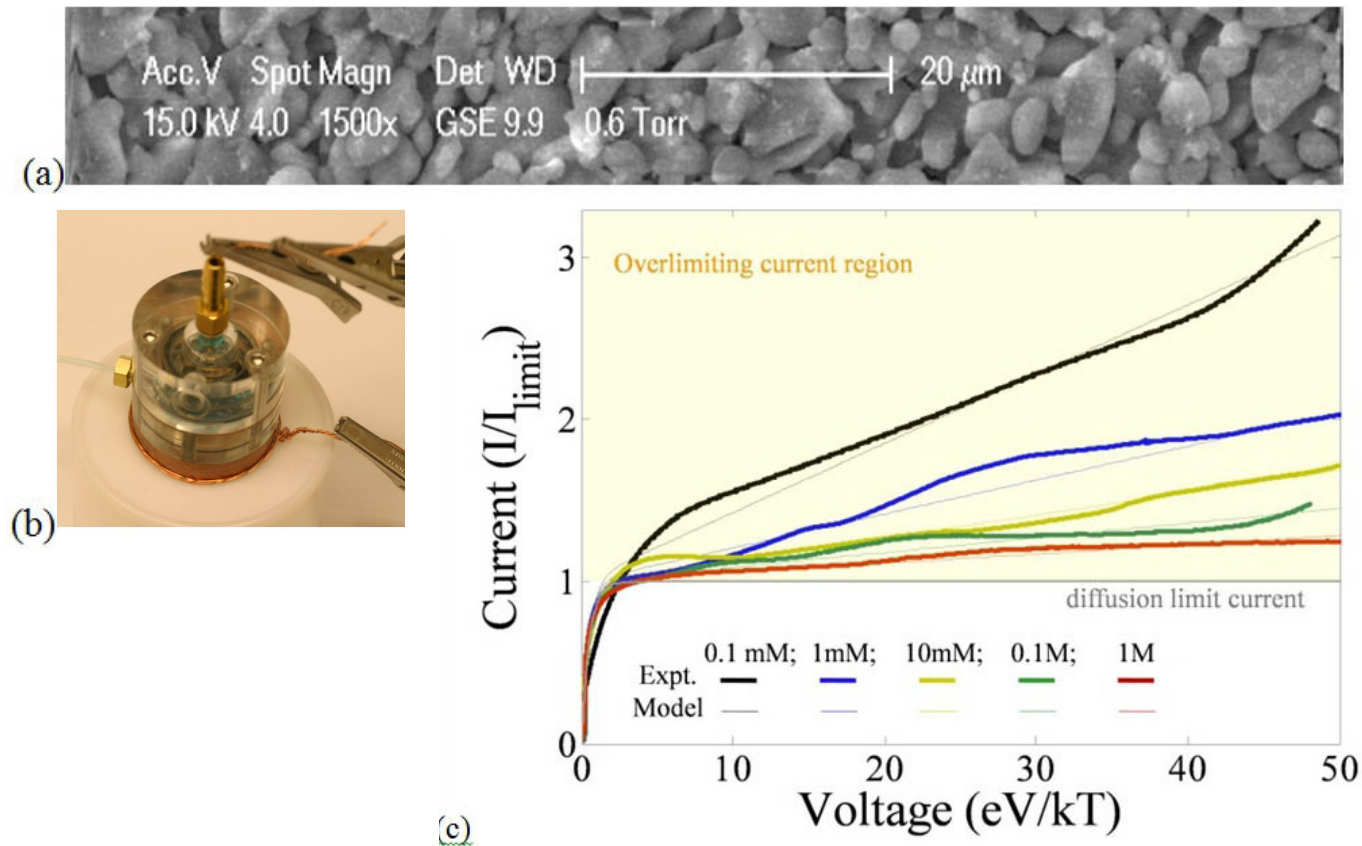 Acc.V Spot Magn Det WD 20 μm
15.0 kV 4.0 1500x GSE 9.9 0.6 Torr
(a)
(b)
Overlimiting current region
Current (I/I_limit)
3
2
1
0
diffusion limit current
0.1 mM; 1mM; 10mM; 0.1M; 1M
Expt.
Model
0 10 20 30 40 50
Voltage (eV/kT)
(c)